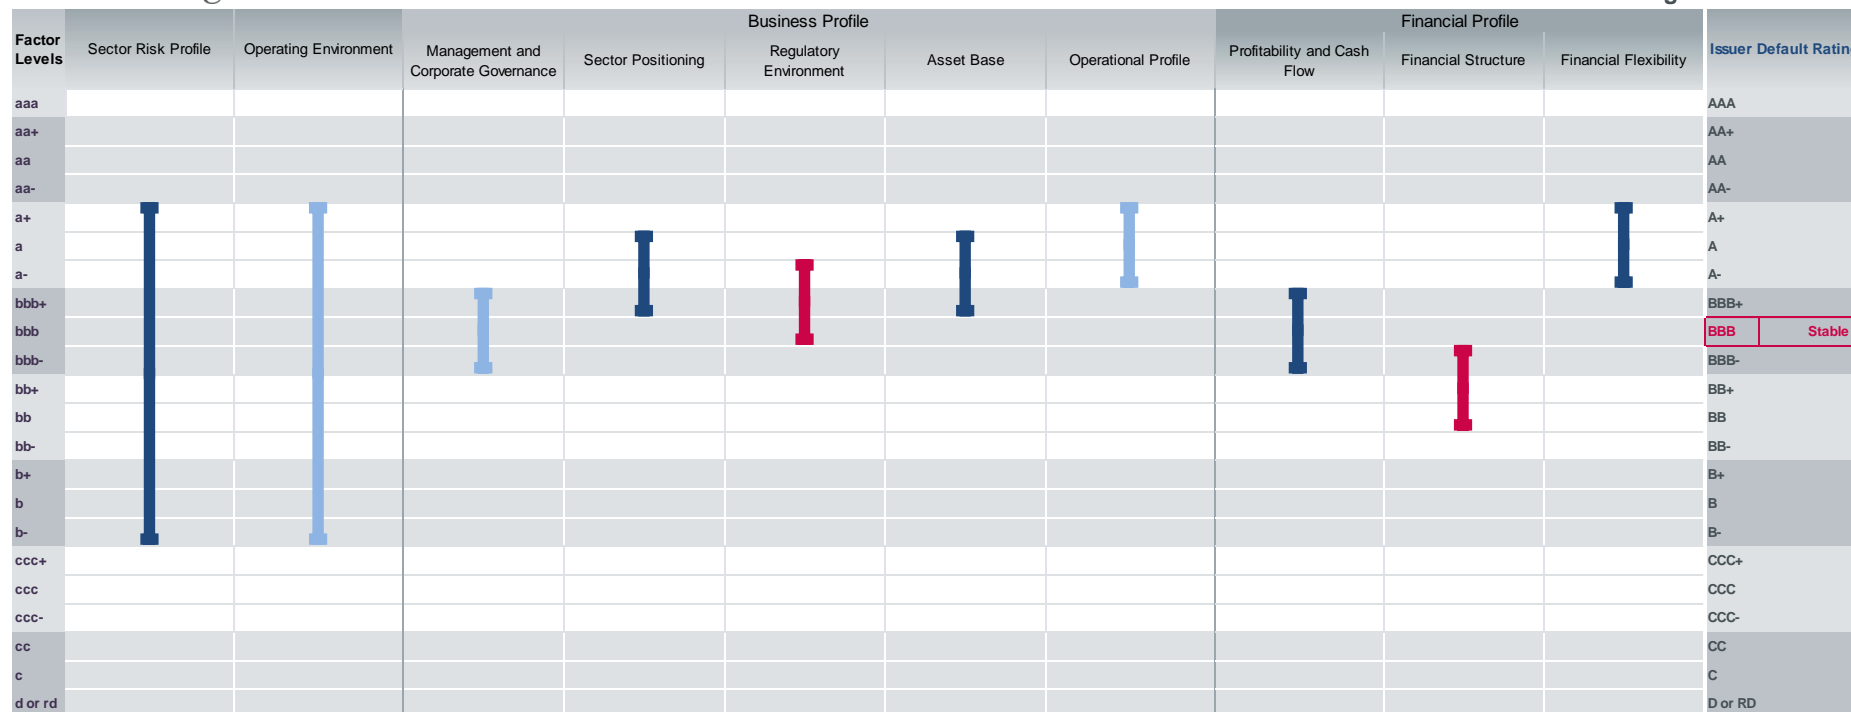 Business Profile
Financial Profile
Factor Levels
Sector Risk Profile
Operating Environment
Management and Corporate Governance
Sector Positioning
Regulatory Environment
Asset Base
Operational Profile
Profitability and Cash Flow
Financial Structure
Financial Flexibility
Issuer Default Ratin
aaa AAA
aa+ AA+
aa AA
aa- AA-
a+ A+
a A
a- A-
bbb+ BBB+
bbb BBB Stable
bbb- BBB-
bb+ BB+
bb BB
bb- BB-
b+ B+
b B
b- B-
ccc+ CCC+
ccc CCC
ccc- CCC-
cc CC
c C
d or rd D or RD